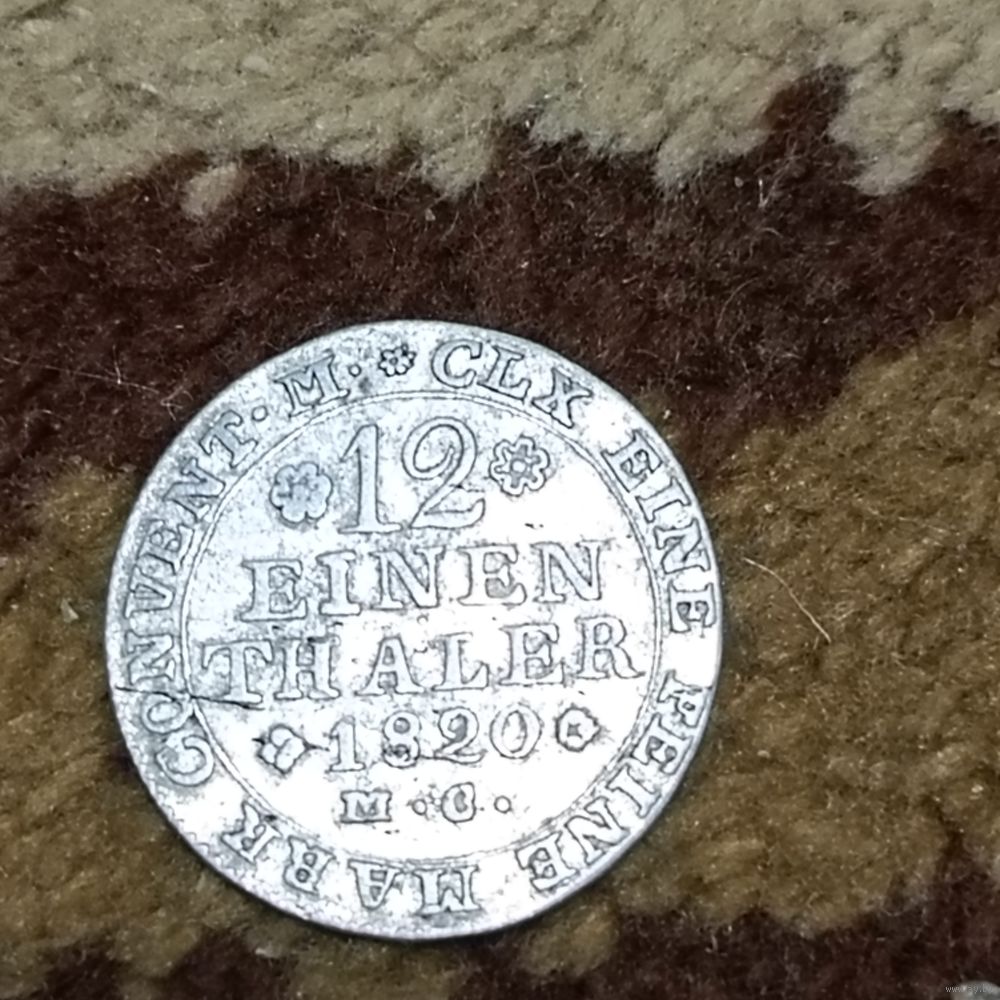 CLX EINE FEINE MARK CONVENT. M.
12
EINEN
THALER
1820
M. C.